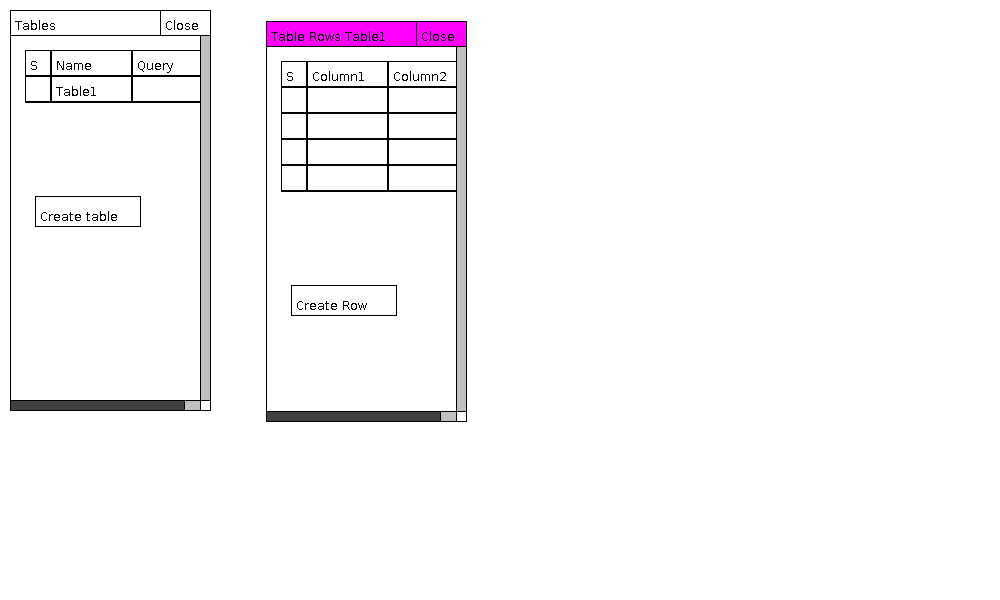 Tables Close
S Name Query
Table1
Create table
Table Rows Table1 Close
S Column1 Column2
Create Row